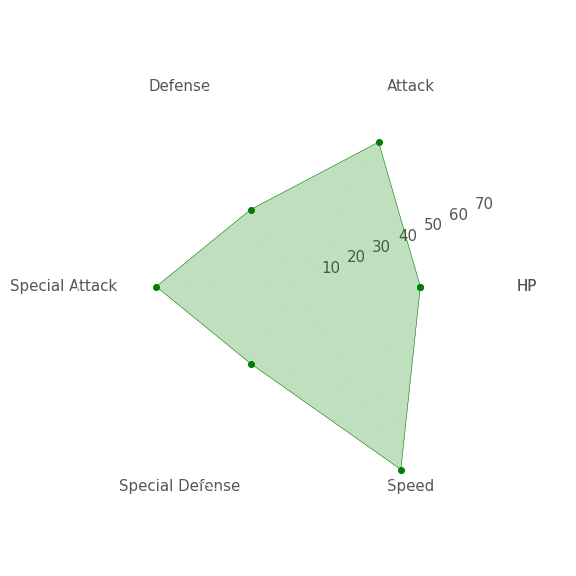 Defense
Attack
70
60
50
40
30
20
10
Special Attack
HP
Special Defense
Speed